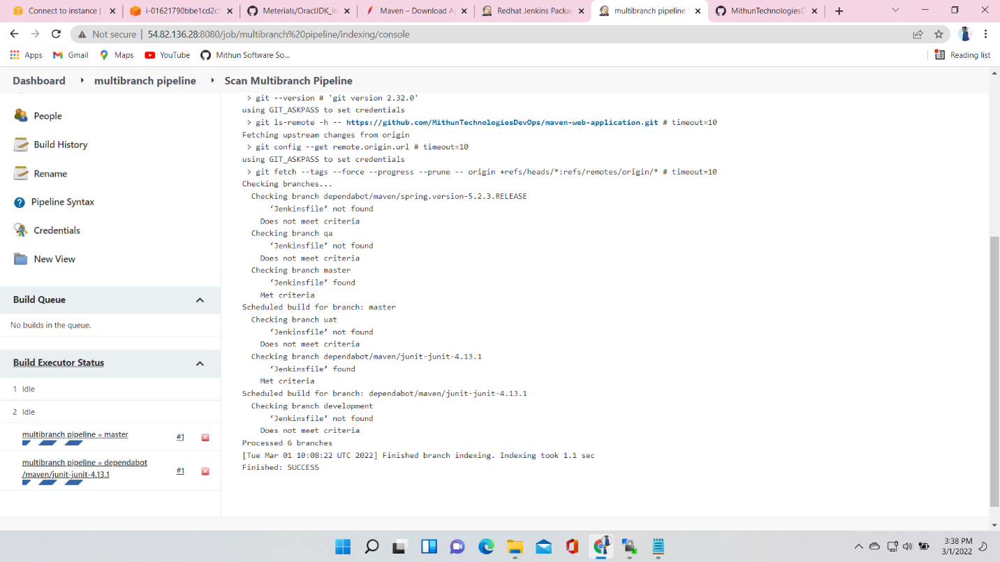 Connect to instance |
i-01621790bbe1cd2c9
Meterials/OraclJDK_in
Maven – Download Ap
Redhat Jenkins Packag
multibranch pipeline S
MithunTechnologiesD
Not secure | 54.82.136.28:8080/job/multibranch%20pipeline/indexing/console
Apps
Gmail
Maps
YouTube
Mithun Software So...
Reading list
Dashboard
multibranch pipeline
Scan Multibranch Pipeline
People
Build History
Rename
Pipeline Syntax
Credentials
New View
Build Queue
No builds in the queue.
Build Executor Status
1 Idle
2 Idle
multibranch pipeline » master
#1
multibranch pipeline » dependabot
/maven/junit-junit-4.13.1
#1
> git --version # 'git version 2.32.0'
using GIT_ASKPASS to set credentials
> git ls-remote -h -- https://github.com/MithunTechnologiesDevOps/maven-web-application.git # timeout=10
Fetching upstream changes from origin
> git config --get remote.origin.url # timeout=10
using GIT_ASKPASS to set credentials
> git fetch --tags --force --progress --prune -- origin +refs/heads/*:refs/remotes/origin/* # timeout=10
Checking branches...
Checking branch dependabot/maven/spring.version-5.2.3.RELEASE
‘Jenkinsfile’ not found
Does not meet criteria
Checking branch qa
‘Jenkinsfile’ not found
Does not meet criteria
Checking branch master
‘Jenkinsfile’ found
Met criteria
Scheduled build for branch: master
Checking branch uat
‘Jenkinsfile’ not found
Does not meet criteria
Checking branch dependabot/maven/junit-junit-4.13.1
‘Jenkinsfile’ found
Met criteria
Scheduled build for branch: dependabot/maven/junit-junit-4.13.1
Checking branch development
‘Jenkinsfile’ not found
Does not meet criteria
Processed 6 branches
[Tue Mar 01 10:08:22 UTC 2022] Finished branch indexing. Indexing took 1.1 sec
Finished: SUCCESS
3:38 PM
3/1/2022